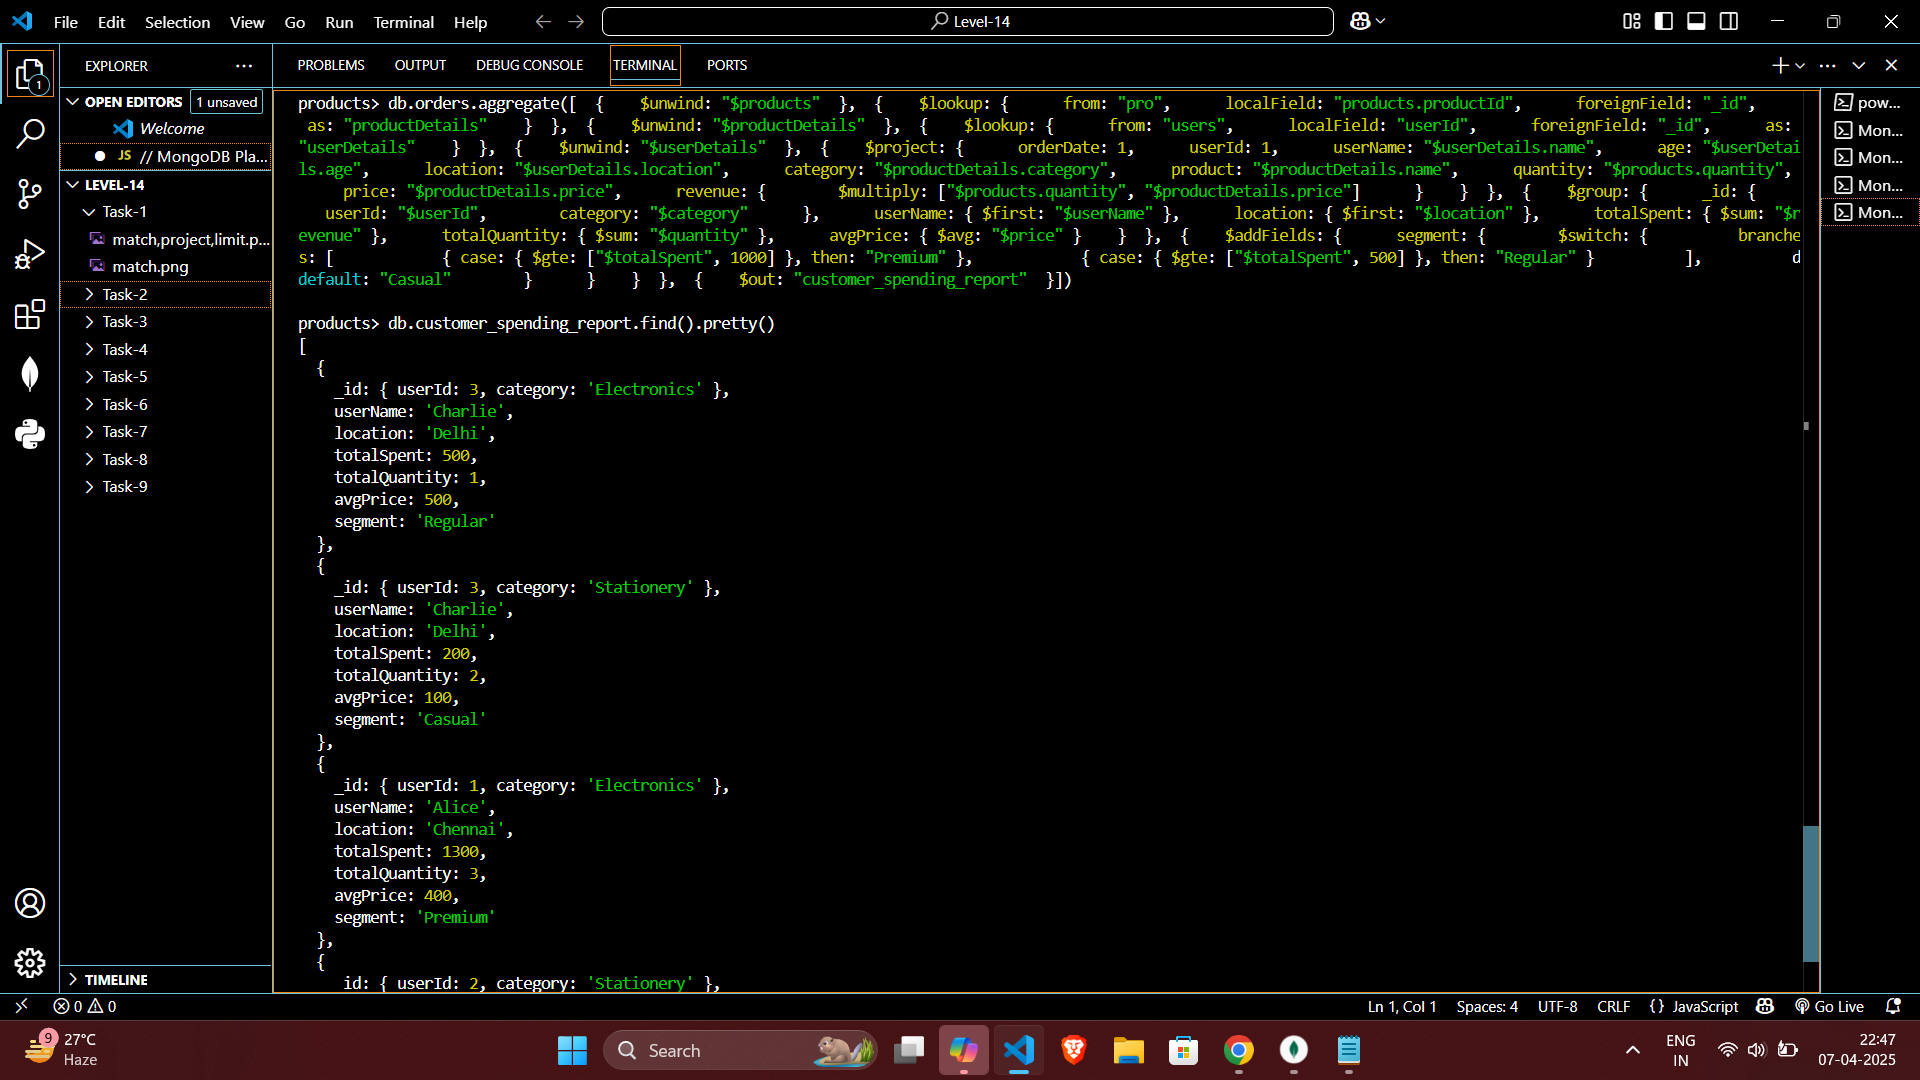 File Edit Selection View Go Run Terminal Help
Level-14
EXPLORER
OPEN EDITORS 1 unsaved
Welcome
JS // MongoDB Pla...
LEVEL-14
Task-1
match,project,limit.p...
match.png
Task-2
Task-3
Task-4
Task-5
Task-6
Task-7
Task-8
Task-9
TIMELINE
1
PROBLEMS OUTPUT DEBUG CONSOLE TERMINAL PORTS
products> db.orders.aggregate([ { $unwind: "$products" }, { $lookup: { from: "pro", localField: "products.productId", foreignField: "_id",
as: "productDetails" } }, { $unwind: "$productDetails" }, { $lookup: { from: "users", localField: "userId", foreignField: "_id", as:
"userDetails" } }, { $unwind: "$userDetails" }, { $project: { orderDate: 1, userId: 1, userName: "$userDetails.name", age: "$userDetai
ls.age", location: "$userDetails.location", category: "$productDetails.category", product: "$productDetails.name", quantity: "$products.quantity",
price: "$productDetails.price", revenue: { $multiply: ["$products.quantity", "$productDetails.price"] } } }, { $group: { _id: {
userId: "$userId", category: "$category" }, userName: { $first: "$userName" }, location: { $first: "$location" }, totalSpent: { $sum: "$r
evenue" }, totalQuantity: { $sum: "$quantity" }, avgPrice: { $avg: "$price" } } }, { $addFields: { segment: { $switch: { branche
s: [ { case: { $gte: ["$totalSpent", 1000] }, then: "Premium" }, { case: { $gte: ["$totalSpent", 500] }, then: "Regular" } ], d
default: "Casual" } } } }, { $out: "customer_spending_report" }])
products> db.customer_spending_report.find().pretty()
[
{
_id: { userId: 3, category: 'Electronics' },
userName: 'Charlie',
location: 'Delhi',
totalSpent: 500,
totalQuantity: 1,
avgPrice: 500,
segment: 'Regular'
},
{
_id: { userId: 3, category: 'Stationery' },
userName: 'Charlie',
location: 'Delhi',
totalSpent: 200,
totalQuantity: 2,
avgPrice: 100,
segment: 'Casual'
},
{
_id: { userId: 1, category: 'Electronics' },
userName: 'Alice',
location: 'Chennai',
totalSpent: 1300,
totalQuantity: 3,
avgPrice: 400,
segment: 'Premium'
},
{
_id: { userId: 2, category: 'Stationery' },
pow...
Mon...
Mon...
Mon...
Mon...
0 0
Ln 1, Col 1 Spaces: 4 UTF-8 CRLF {} JavaScript Go Live
9
27°C
Haze
Search
ENG
IN
22:47
07-04-2025